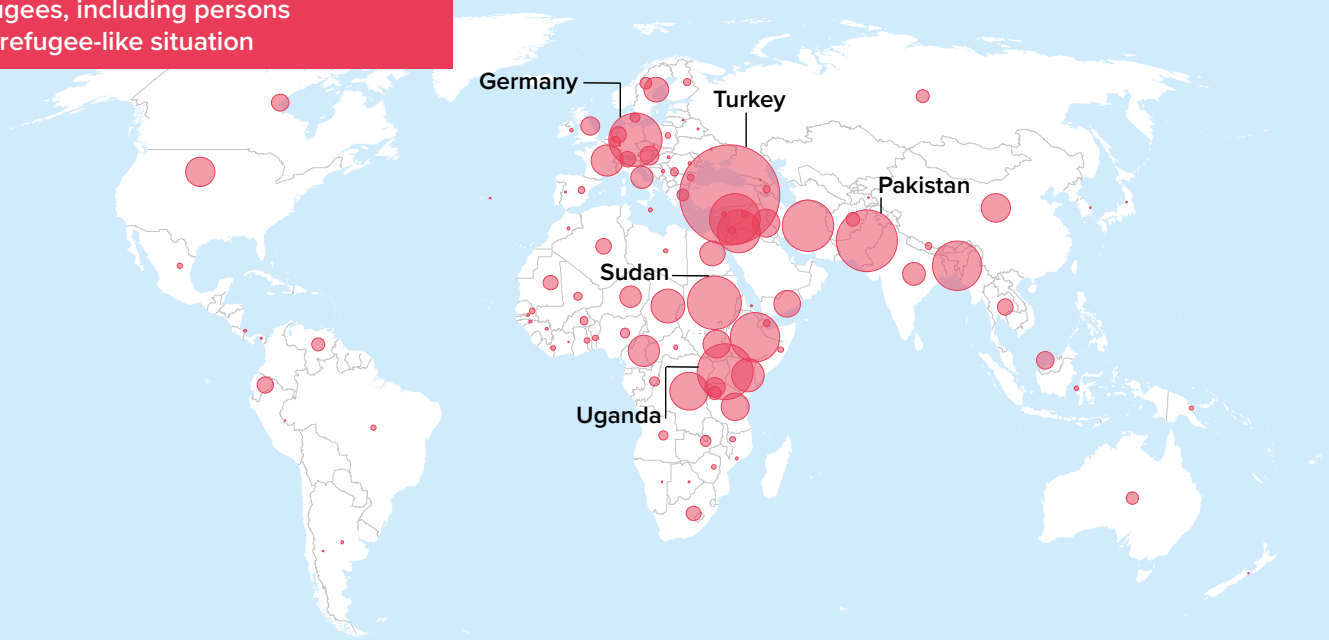 ugees, including persons
refugee-like situation
Germany
Turkey
Pakistan
Sudan
Uganda